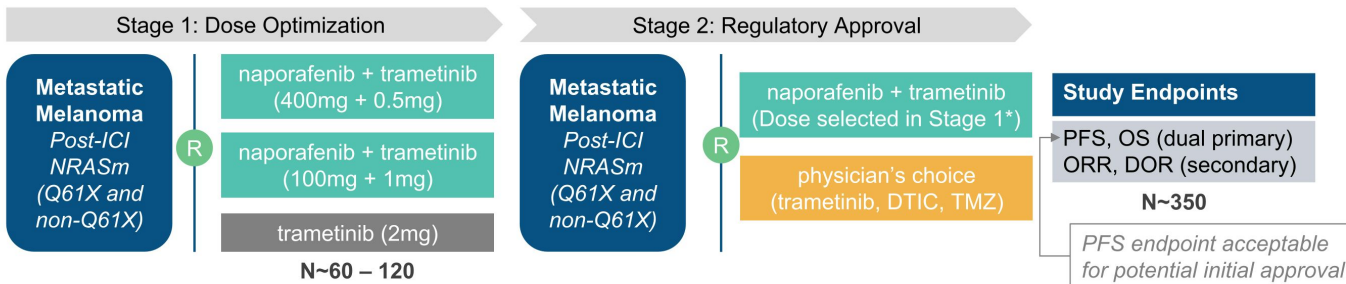 Stage 1: Dose Optimization
Metastatic
Melanoma
Post-ICI
NRASm
(Q61X and
non-Q61X)
R
naporafenib + trametinib
(400mg + 0.5mg)
naporafenib + trametinib
(100mg + 1mg)
trametinib (2mg)
N~60 – 120
Stage 2: Regulatory Approval
Metastatic
Melanoma
Post-ICI
NRASm
(Q61X and
non-Q61X)
R
naporafenib + trametinib
(Dose selected in Stage 1*)
physician’s choice
(trametinib, DTIC, TMZ)
Study Endpoints
PFS, OS (dual primary)
ORR, DOR (secondary)
N~350
PFS endpoint acceptable
for potential initial approval